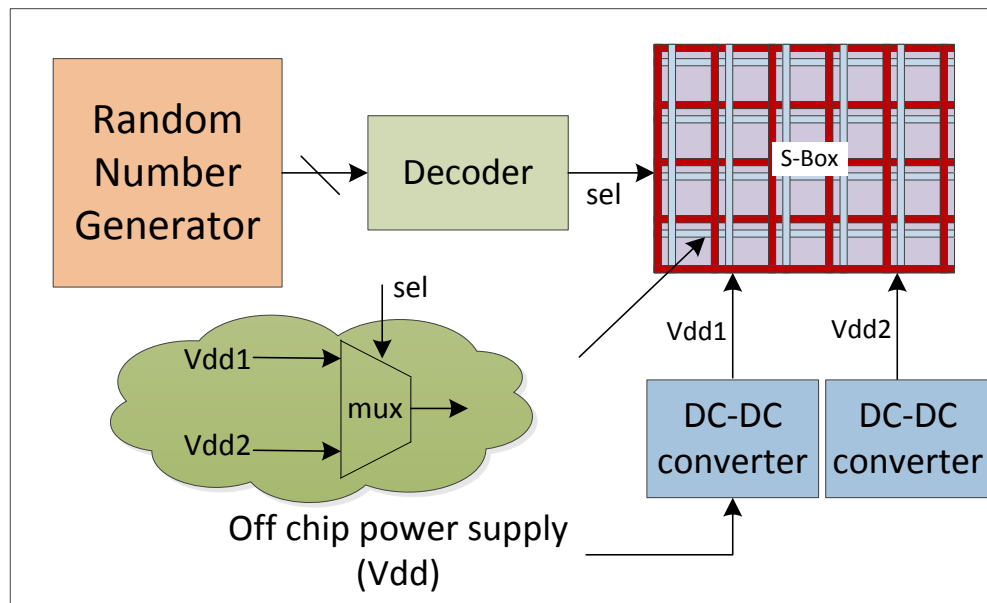 Random
Number
Generator
Decoder
sel
S-Box
sel
Vdd1
mux
Vdd2
Vdd1
Vdd2
DC-DC
converter
DC-DC
converter
Off chip power supply
(Vdd)